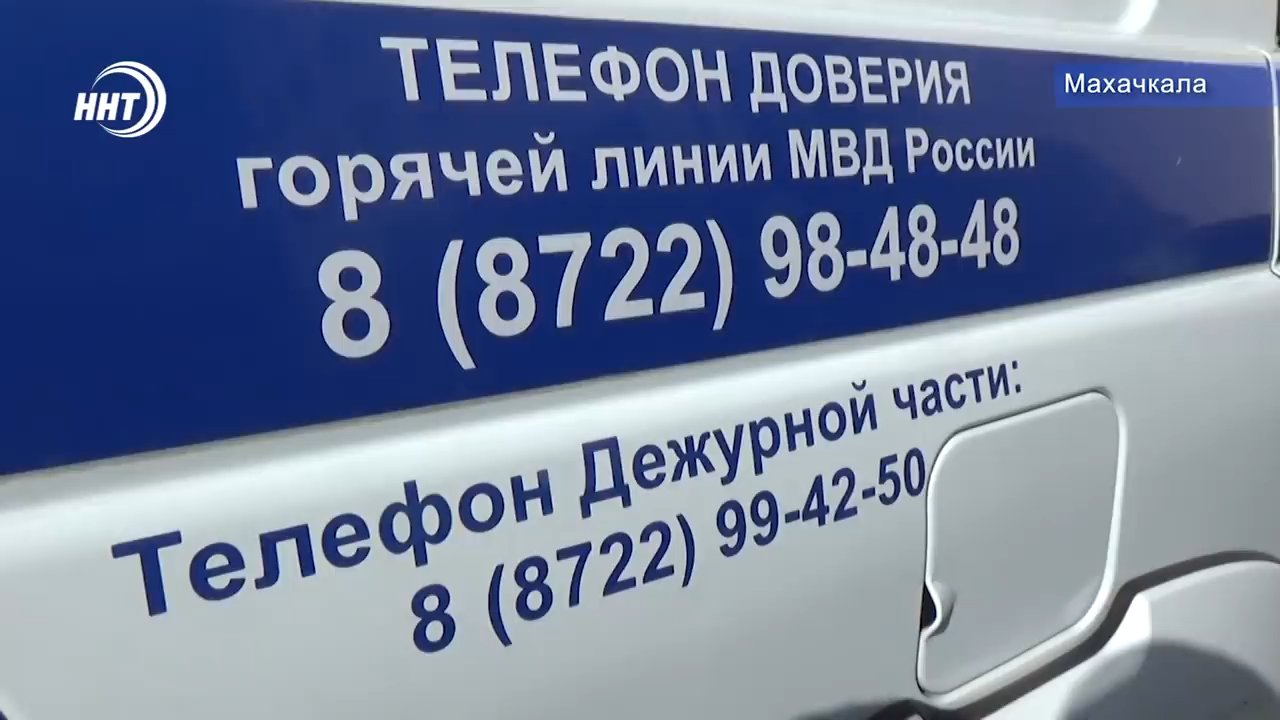 ННТ
Махачкала
ТЕЛЕФОН ДОВЕРИЯ
горячей линии МВД России
8 (8722) 98-48-48
Телефон Дежурной части:
8 (8722) 99-42-50